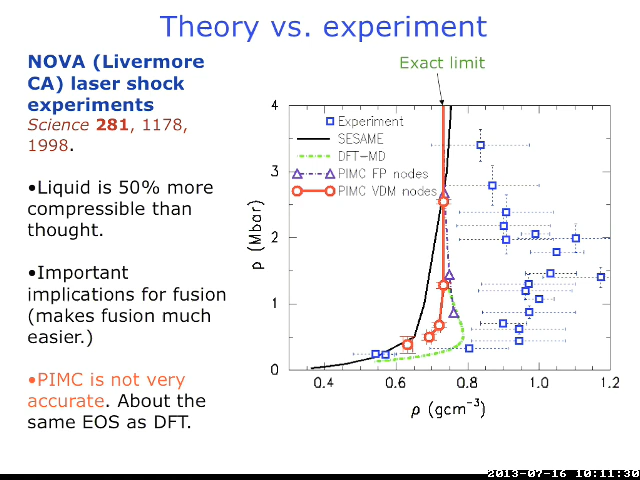 Theory vs. experiment
NOVA (Livermore
CA) laser shock
experiments
Science 281, 1178,
1998.
•Liquid is 50% more
compressible than
thought.
•Important
implications for fusion
(makes fusion much
easier.)
•PIMC is not very
accurate. About the
same EOS as DFT.
Exact limit
Experiment
SESAME
DFT-MD
PIMC FP nodes
PIMC VDM nodes
p (Mbar)
4
3
2
1
0
0.4 0.6 0.8 1.0 1.2
ρ (gcm⁻³)
2013-07-16 10:11:30